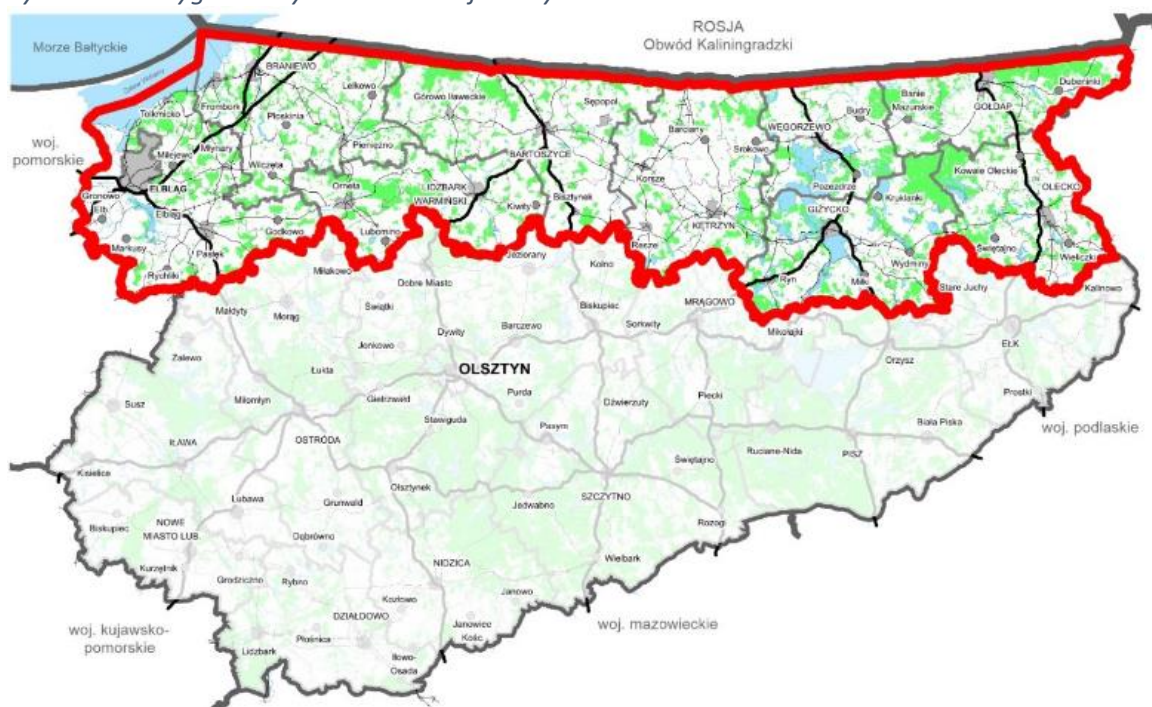 ROSJA
Obwód Kaliningradzki
Morze Bałtyckie
Zalew Wiślany
BRANIEWO
Lelkowo
Górowo Iławeckie
Sępopol
Dubeninki
Banie
Mazurskie
GOŁDAP
Frombork
Tolkmicko
Płoskinia
Barciany
WĘGORZEWO
Budry
woj.
pomorskie
Młynary
Milejewo
Pieniężno
Wilczęta
BARTOSZYCE
Srokowo
Korsze
Kowale Oleckie
ELBLĄG
Gronowo
Elb.
Elbląg
Orneta
LIDZBARK
WARMIŃSKI
Kiwity
Bisztynek
Pozezdrze
Kruklanki
OLECKO
GIŻYCKO
KĘTRZYN
Markusy
Pasłęk
Godkowo
Lubomino
Reszel
Świętajno
Wieliczki
Wydminy
Rychliki
Miłakowo
Jeziorany
Kolno
Ryn
Miłki
Stare Juchy
Kalinowo
Dobre Miasto
Małdyty
Morąg
Świątki
Biskupiec
MRĄGOWO
Mikołajki
Dywity
Barczewo
Sorkwity
Zalewo
Jonkowo
Orzysz
EŁK
Łukta
OLSZTYN
Gietrzwałd
Purda
Dźwierzuty
Piecki
Prostki
Susz
Miłomłyn
Stawiguda
Pasym
Biała Piska
woj. podlaskie
IŁAWA
OSTRÓDA
Kisielice
Świętajno
Ruciane-Nida
PISZ
Olsztynek
SZCZYTNO
Lubawa
Grunwald
Jedwabno
Biskupiec
NOWE
MIASTO LUB.
Dąbrówno
Rozogi
Kurzętnik
Grodziczno
Rybno
NIDZICA
Wielbark
Kozłowo
Janowo
DZIAŁDOWO
Janowiec
Kośc.
woj. mazowieckie
woj. kujawsko-
pomorskie
Płośnica
Lidzbark
Iłowo-
Osada